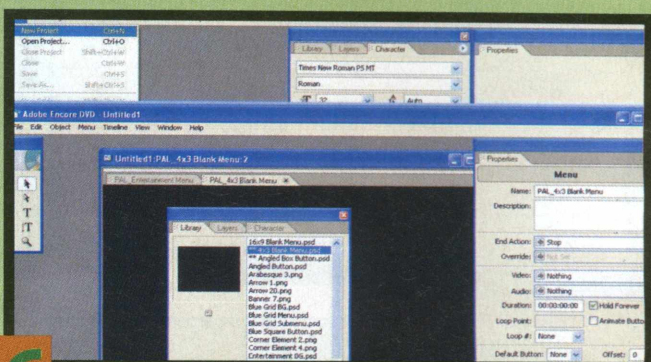 New Project Ctrl+N
Open Project... Ctrl+O
Close Project Shift+Ctrl+W
Close Ctrl+W
Save Ctrl+S
Save As... Shift+Ctrl+S
Library Layers Character
Times New Roman PS MT
Roman
32 Auto
Properties
Adobe Encore DVD - Untitled1
File Edit Object Menu Timeline View Window Help
Untitled1:PAL_4x3 Blank Menu:2
PAL_Entertainment Menu PAL_4x3 Blank Menu
T
T
Library Layers Character
16x9 Blank Menu.psd
** 4x3 Blank Menu.psd
** Angled Box Button.psd
Angled Button.psd
Arabesque 3.png
Arrow 1.png
Arrow 20.png
Banner 7.png
Blue Grid BG.psd
Blue Grid Menu.psd
Blue Grid Submenu.psd
Blue Square Button.psd
Corner Element 2.png
Corner Element 4.png
Entertainment BG.psd
Properties
Menu
Name: PAL_4x3 Blank Menu
Description:
End Action: Stop
Override: Not Set
Video: Nothing
Audio: Nothing
Duration: 00:00:00:00 Hold Forever
Loop Point: Animate Butto
Loop #: None
Default Button: None Offset: 0